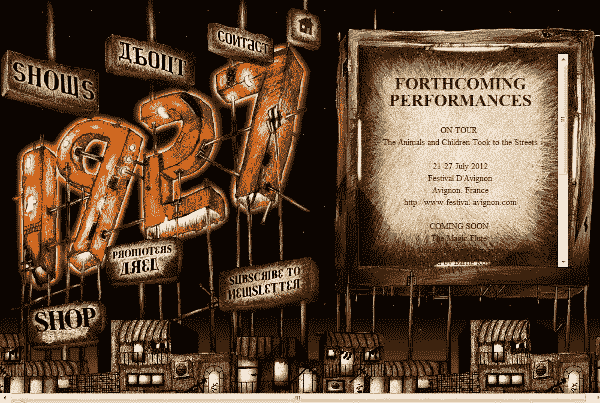 SHOWS
ДЪOUT
CONTACT
1927
PROMOTERS
ДЯЕД
SUBSCRIBE TO
NEWSLETTER
SHOP
FORTHCOMING
PERFORMANCES
ON TOUR
The Animals and Children Took to the Streets
21-27 July 2012
Festival D'Avignon
Avignon, France
http://www.festival-avignon.com
COMING SOON
The Magic Flute